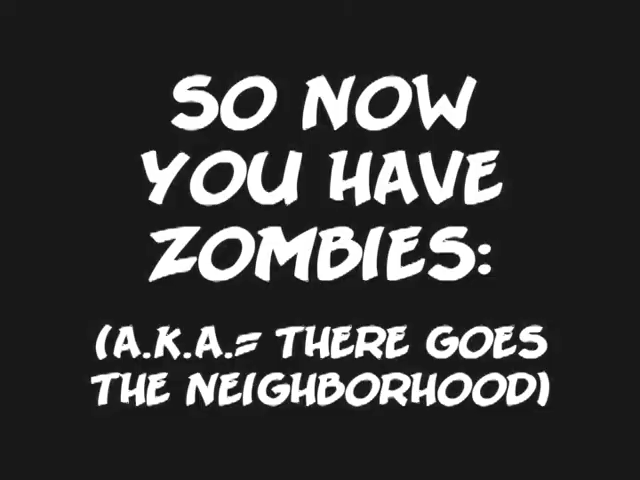 SO NOW
YOU HAVE
ZOMBIES:
(A.K.A.= THERE GOES
THE NEIGHBORHOOD)